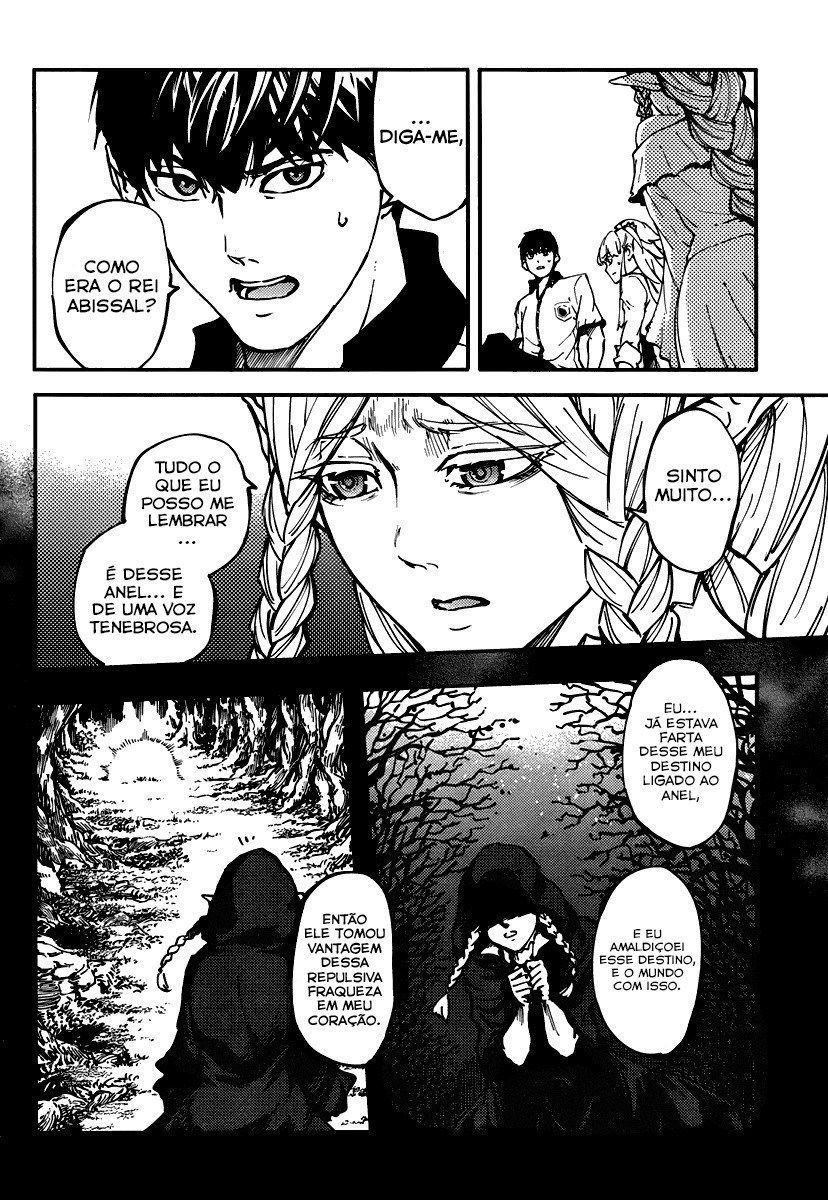 ...
DIGA-ME,
COMO
ERA O REI
ABISSAL?
SINTO
MUITO...
TUDO O
QUE EU
POSSO ME
LEMBRAR
...
É DESSE
ANEL... E
DE UMA VOZ
TENEBROSA.
EU...
JÁ ESTAVA
FARTA
DESSE MEU
DESTINO
LIGADO AO
ANEL,
E EU
AMALDIÇOEI
ESSE DESTINO,
E O MUNDO
COM ISSO.
ENTÃO
ELE TOMOU
VANTAGEM
DESSA
REPULSIVA
FRAQUEZA
EM MEU
CORAÇÃO.